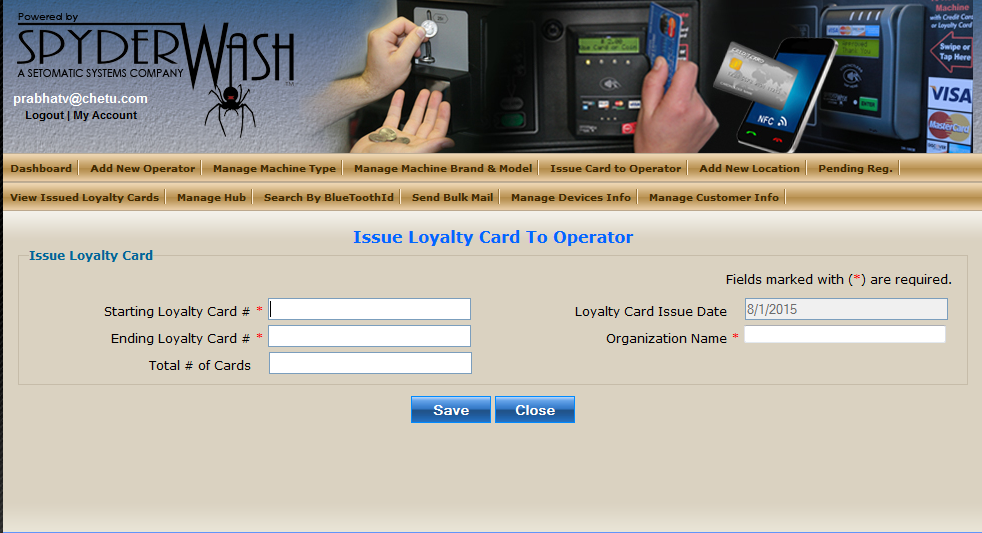 Powered by
SPYDERWASH
A SETOMATIC SYSTEMS COMPANY
prabhatv@chetu.com
Logout | My Account
Machine
with Credit Card
or Loyalty Card
Swipe or
Tap Here
VISA
MasterCard
NFC
Use Card or Coin
Dashboard | Add New Operator | Manage Machine Type | Manage Machine Brand & Model | Issue Card to Operator | Add New Location | Pending Reg. |
View Issued Loyalty Cards | Manage Hub | Search By BlueToothId | Send Bulk Mail | Manage Devices Info | Manage Customer Info |
Issue Loyalty Card To Operator
Issue Loyalty Card
Fields marked with (*) are required.
Starting Loyalty Card # *
Loyalty Card Issue Date 8/1/2015
Ending Loyalty Card # *
Organization Name *
Total # of Cards
Save Close